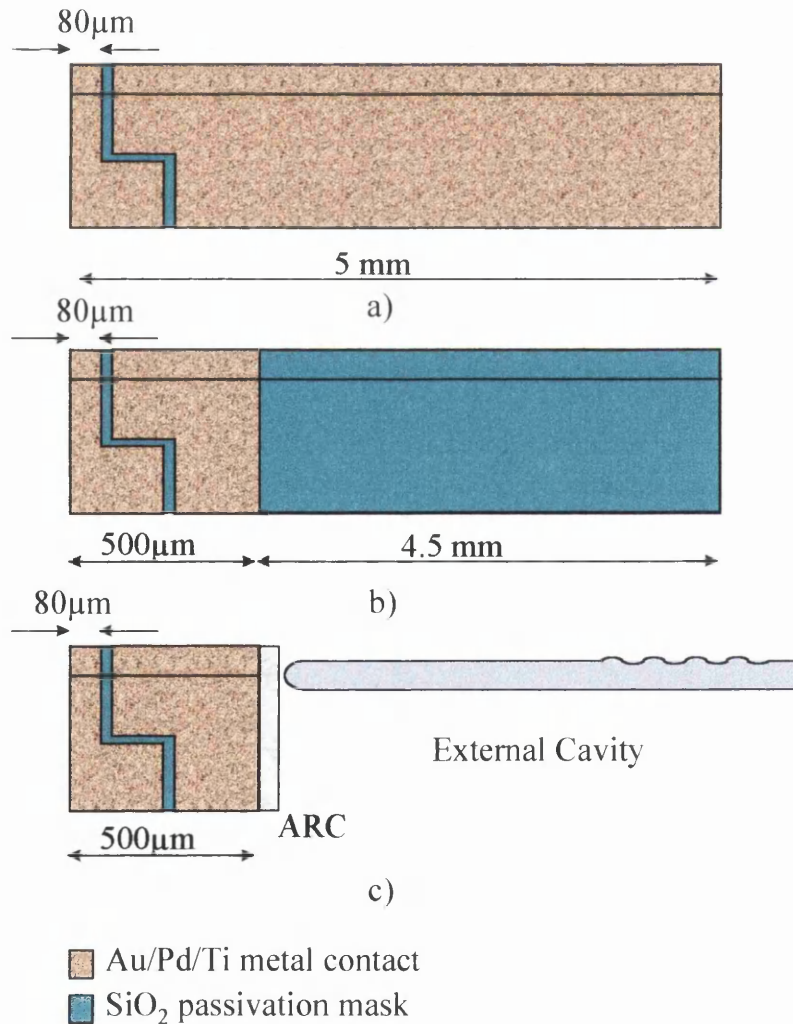 80μm
5 mm
a)
80μm
500μm
4.5 mm
b)
80μm
External Cavity
ARC
500μm
c)
Au/Pd/Ti metal contact
SiO₂ passivation mask